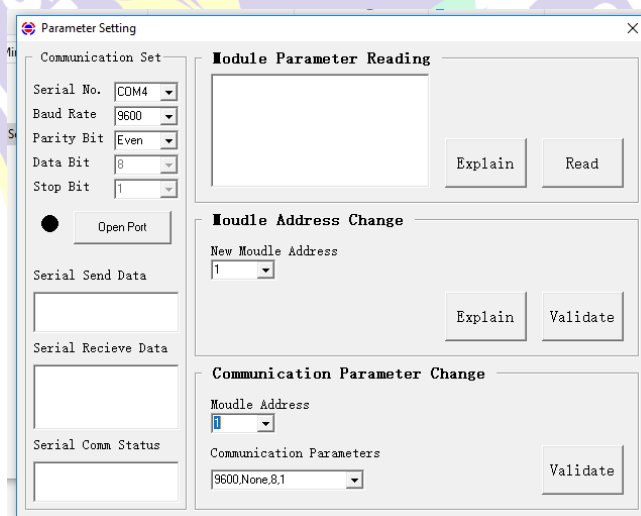 Parameter Setting
Communication Set
Serial No. COM4
Baud Rate 9600
Parity Bit Even
Data Bit 8
Stop Bit 1
Open Port
Serial Send Data
Serial Recieve Data
Serial Comm Status
Module Parameter Reading
Explain Read
Moudle Address Change
New Moudle Address
1
Explain Validate
Communication Parameter Change
Moudle Address
1
Communication Parameters
9600,None,8,1
Validate